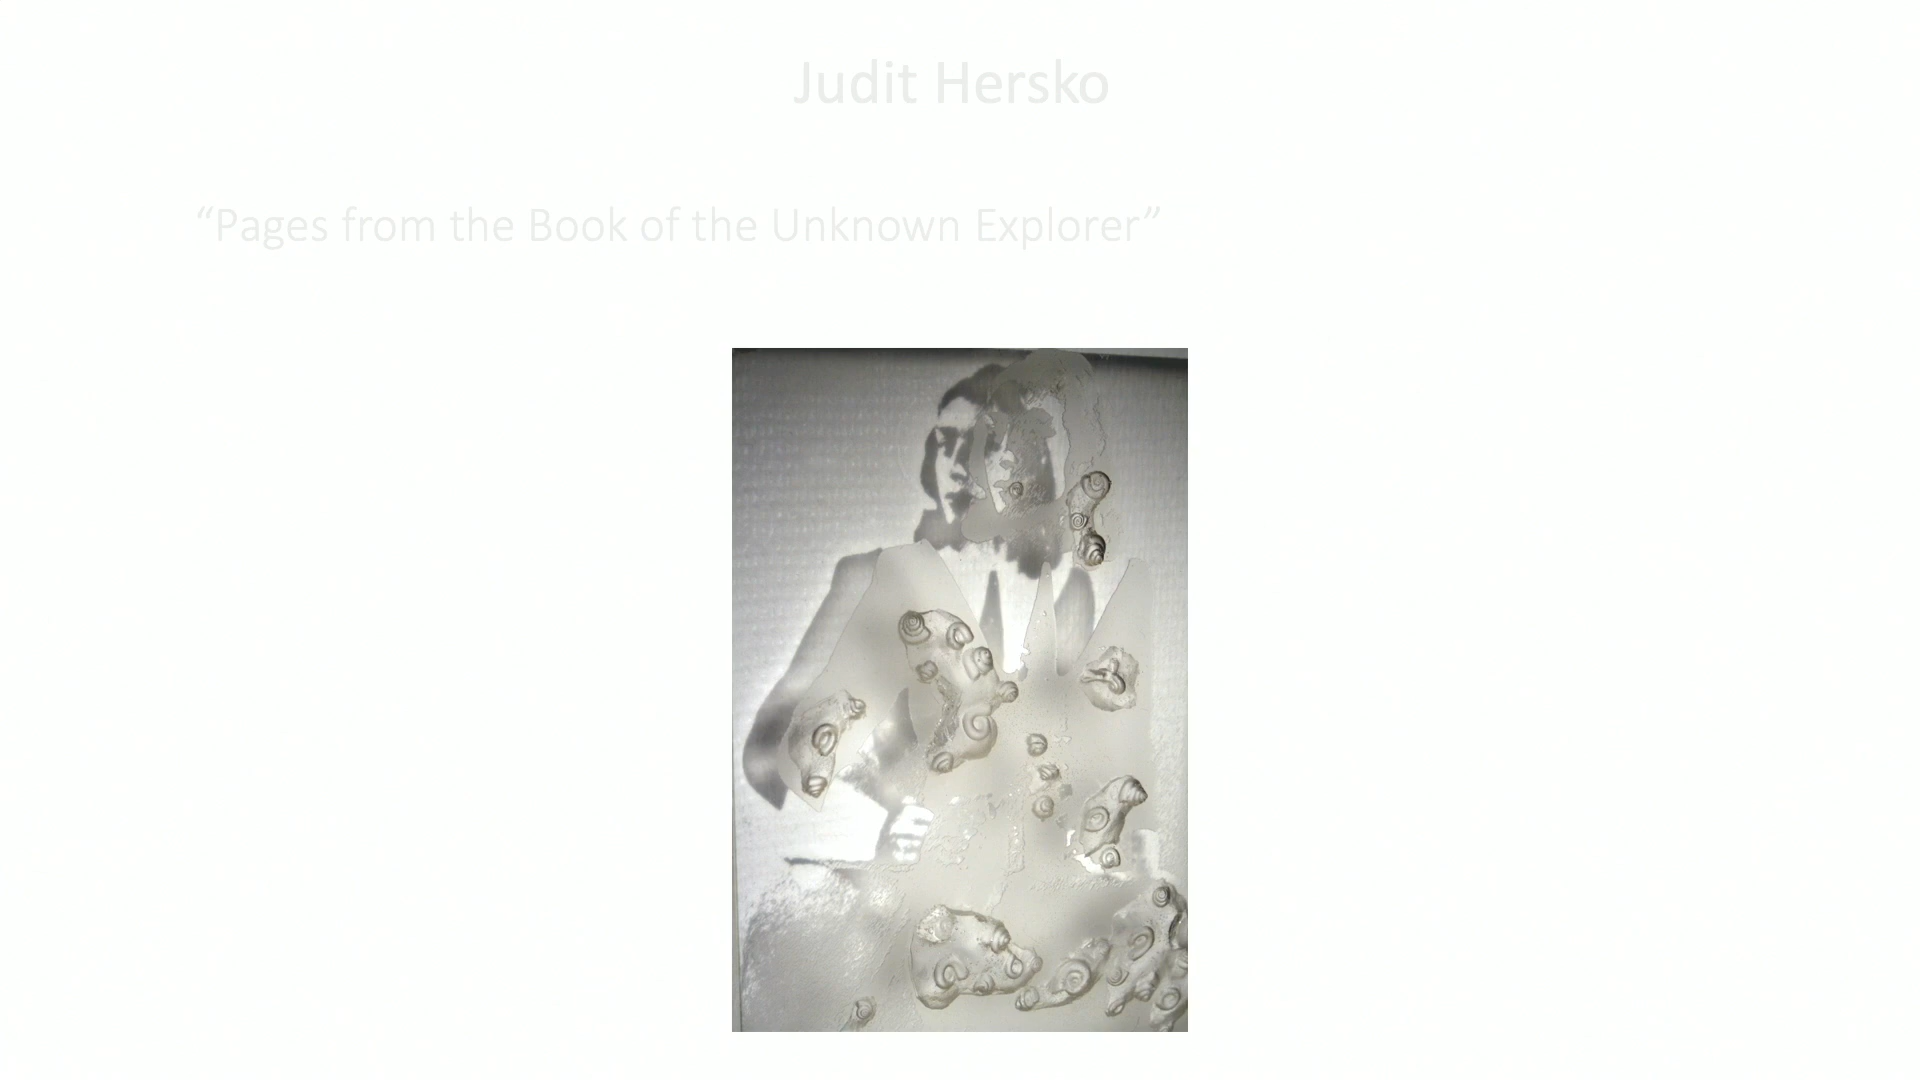 Judit Hersko
“Pages from the Book of the Unknown Explorer”